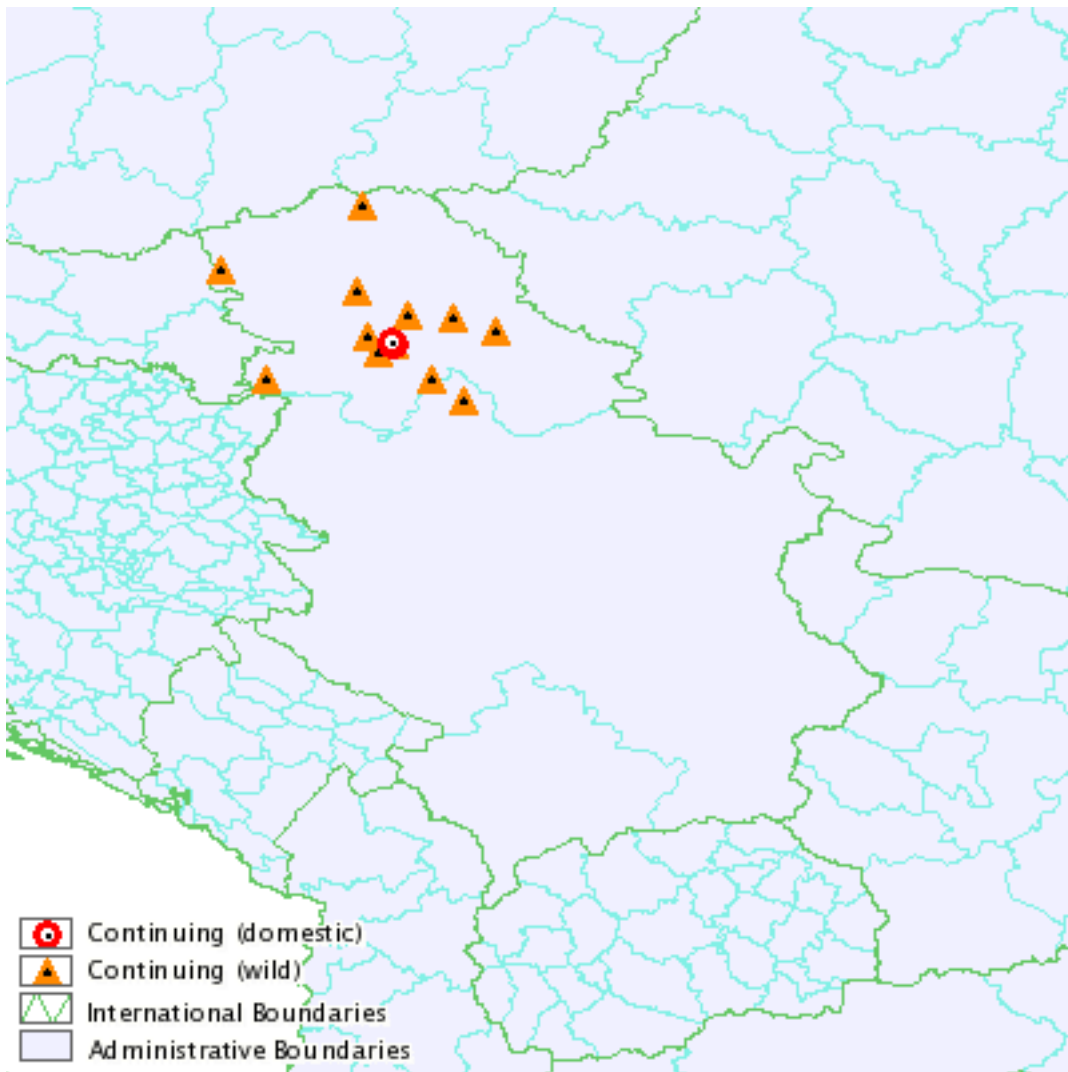 Continuing (domestic)
Continuing (wild)
International Boundaries
Administrative Boundaries